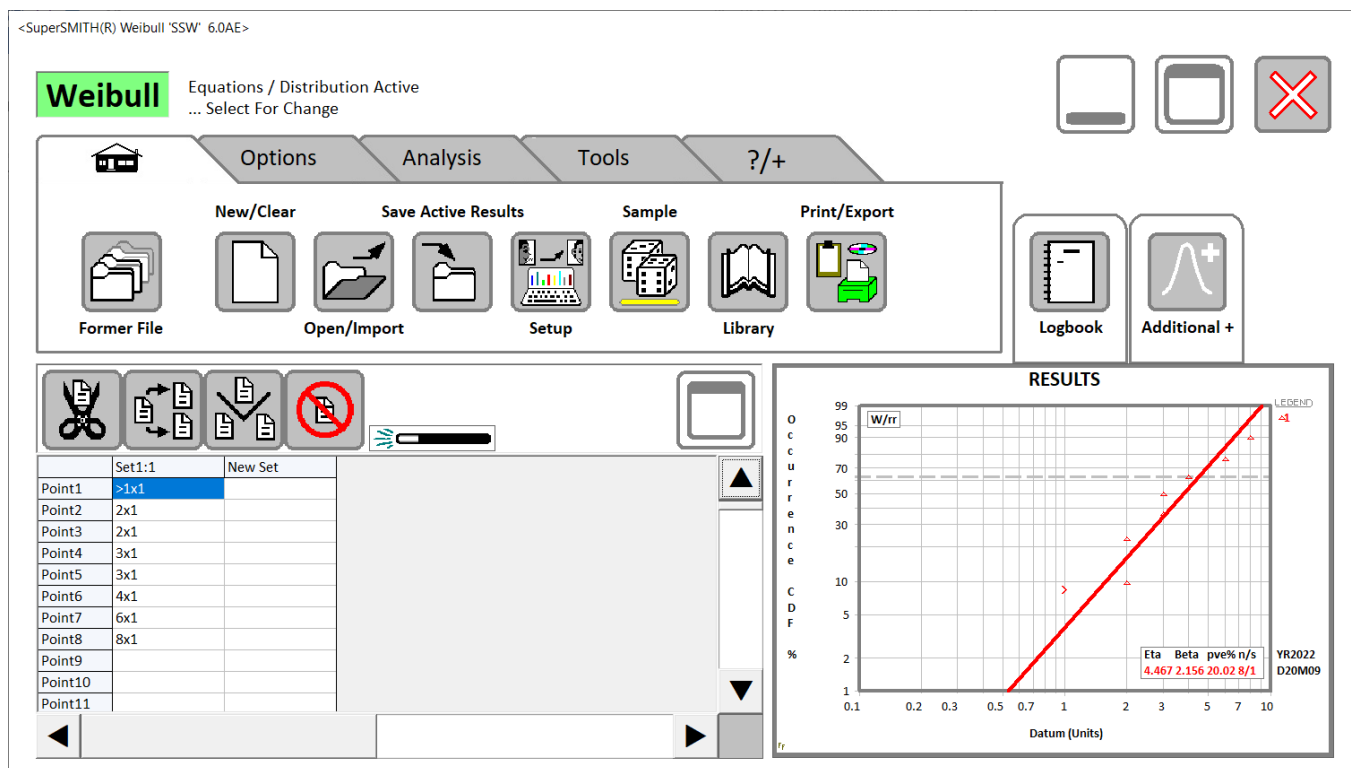 <SuperSMITH(R) Weibull 'SSW' 6.0AE>
Weibull
Equations / Distribution Active
... Select For Change
Options
Analysis
Tools
?/+
New/Clear
Save Active Results
Sample
Print/Export
Former File
Open/Import
Setup
Library
Logbook
Additional +
Set1:1 New Set
Point1 >1x1
Point2 2x1
Point3 2x1
Point4 3x1
Point5 3x1
Point6 4x1
Point7 6x1
Point8 8x1
Point9
Point10
Point11
RESULTS
Occurrence CDF %
99
95
90
70
50
30
10
5
2
1
W/rr
LEGEND
1
Eta Beta pve% n/s
4.467 2.156 20.02 8/1
YR2022
D20M09
0.1 0.2 0.3 0.5 0.7 1 2 3 5 7 10
Datum (Units)